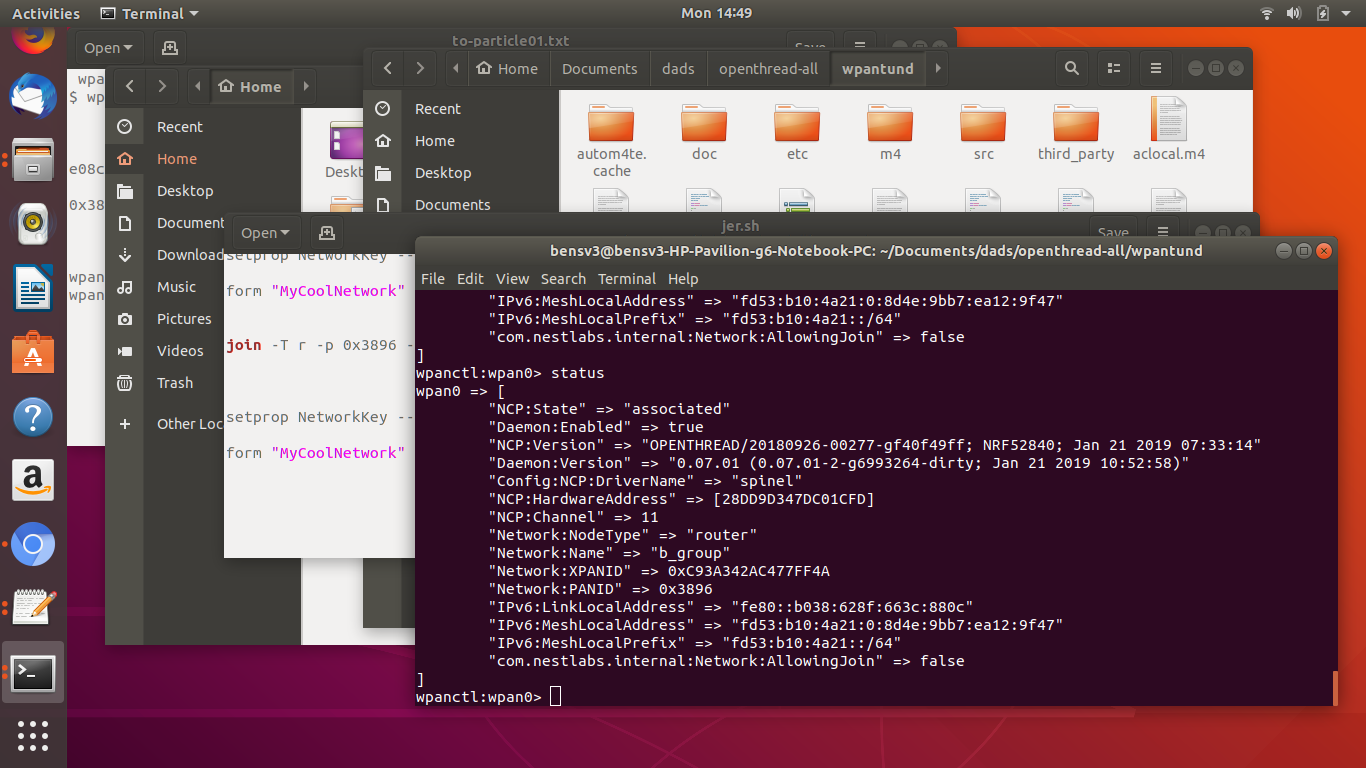 Activities Terminal Mon 14:49
Open to-particle01.txt Save
Home Documents dads openthread-all wpantund
wpan
$ wp
e08c
0x38
wpan
wpan
Home
Recent
Home
Desktop
Document
Download
Music
Pictures
Videos
Trash
Other Loc
Deskt
Recent
Home
Desktop
Documents
autom4te.
cache
doc
etc
m4
src
third_party
aclocal.m4
Open jer.sh Save
setprop NetworkKey --
form "MyCoolNetwork"
join -T r -p 0x3896 -
setprop NetworkKey --
form "MyCoolNetwork"
bensv3@bensv3-HP-Pavilion-g6-Notebook-PC: ~/Documents/dads/openthread-all/wpantund
File Edit View Search Terminal Help
"IPv6:MeshLocalAddress" => "fd53:b10:4a21:0:8d4e:9bb7:ea12:9f47"
"IPv6:MeshLocalPrefix" => "fd53:b10:4a21::/64"
"com.nestlabs.internal:Network:AllowingJoin" => false
]
wpanctl:wpan0> status
wpan0 => [
"NCP:State" => "associated"
"Daemon:Enabled" => true
"NCP:Version" => "OPENTHREAD/20180926-00277-gf40f49ff; NRF52840; Jan 21 2019 07:33:14"
"Daemon:Version" => "0.07.01 (0.07.01-2-g6993264-dirty; Jan 21 2019 10:52:58)"
"Config:NCP:DriverName" => "spinel"
"NCP:HardwareAddress" => [28DD9D347DC01CFD]
"NCP:Channel" => 11
"Network:NodeType" => "router"
"Network:Name" => "b_group"
"Network:XPANID" => 0xC93A342AC477FF4A
"Network:PANID" => 0x3896
"IPv6:LinkLocalAddress" => "fe80::b038:628f:663c:880c"
"IPv6:MeshLocalAddress" => "fd53:b10:4a21:0:8d4e:9bb7:ea12:9f47"
"IPv6:MeshLocalPrefix" => "fd53:b10:4a21::/64"
"com.nestlabs.internal:Network:AllowingJoin" => false
]
wpanctl:wpan0>